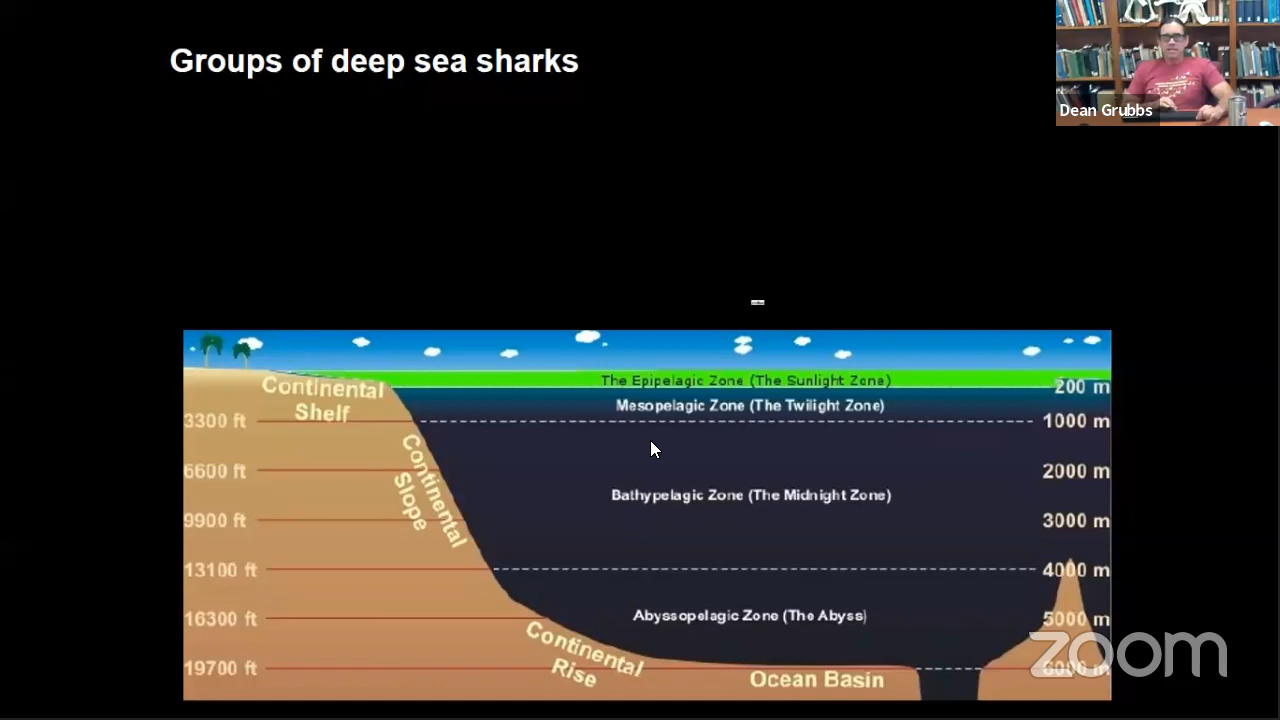 Groups of deep sea sharks
Dean Grubbs
The Epipelagic Zone (The Sunlight Zone)
200 m
Continental
Shelf
Mesopelagic Zone (The Twilight Zone)
3300 ft
1000 m
Continental
Slope
6600 ft
2000 m
Bathypelagic Zone (The Midnight Zone)
9900 ft
3000 m
13100 ft
4000 m
Abyssopelagic Zone (The Abyss)
16300 ft
5000 m
Continental
Rise
19700 ft
6000 m
Ocean Basin
zoom